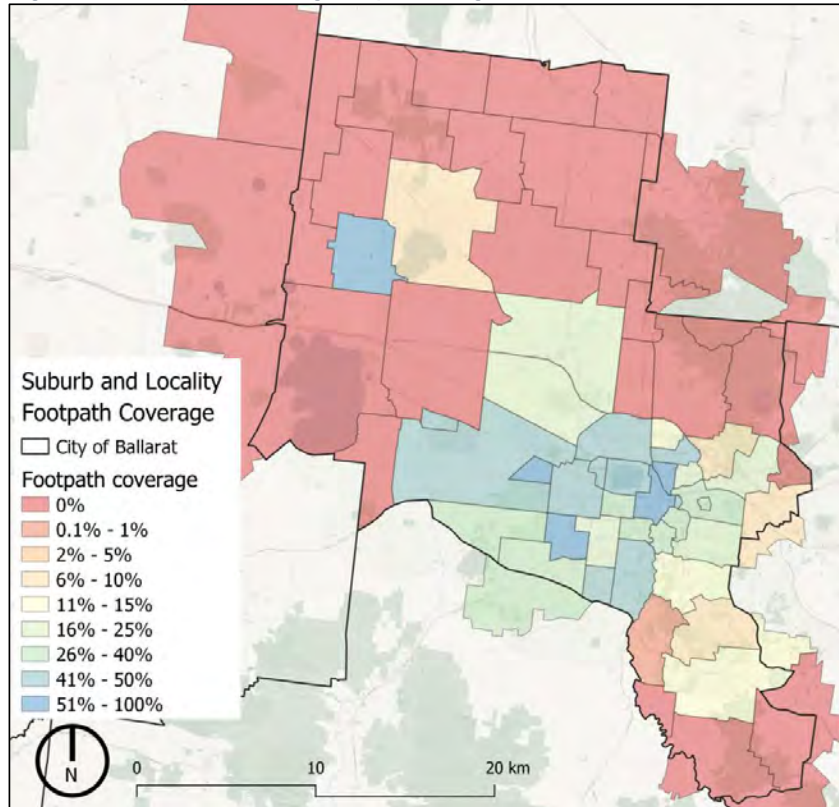 Suburb and Locality
Footpath Coverage
City of Ballarat
Footpath coverage
0%
0.1% - 1%
2% - 5%
6% - 10%
11% - 15%
16% - 25%
26% - 40%
41% - 50%
51% - 100%
N
0 10 20 km